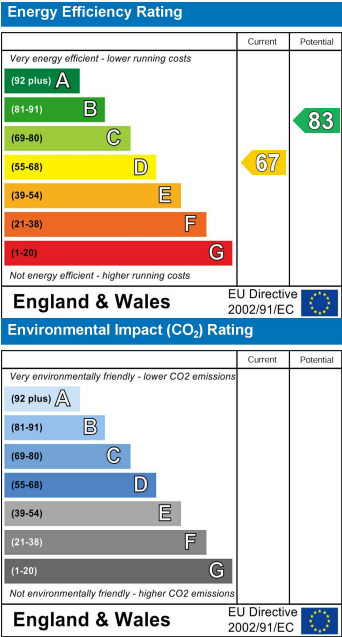 Energy Efficiency Rating
Current Potential
Very energy efficient - lower running costs
(92 plus) A
(81-91) B
83
(69-80) C
(55-68) D
67
(39-54) E
(21-38) F
(1-20) G
Not energy efficient - higher running costs
England & Wales
EU Directive
2002/91/EC
Environmental Impact (CO₂) Rating
Current Potential
Very environmentally friendly - lower CO2 emissions
(92 plus) A
(81-91) B
(69-80) C
(55-68) D
(39-54) E
(21-38) F
(1-20) G
Not environmentally friendly - higher CO2 emissions
England & Wales
EU Directive
2002/91/EC